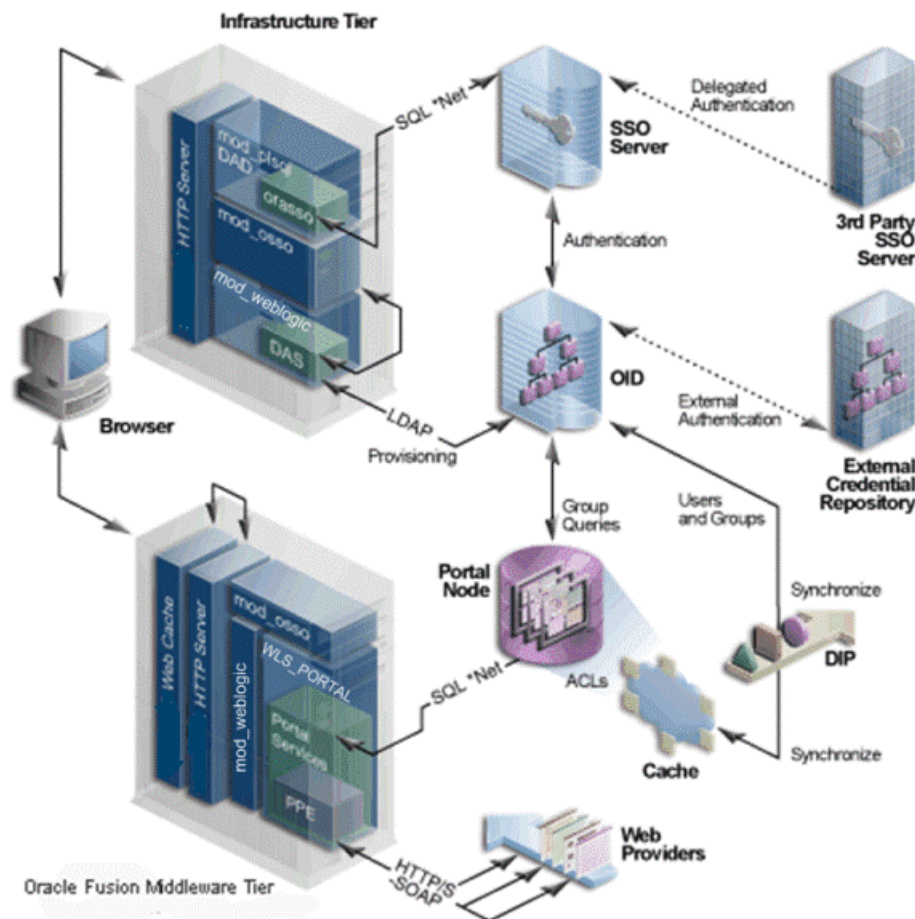 Infrastructure Tier
HTTP Server
mod_plsql
DAD
orasso
mod_osso
mod_weblogic
DAS
SQL *Net
SSO
Server
Delegated
Authentication
3rd Party
SSO
Server
Authentication
OID
External
Authentication
External
Credential
Repository
Browser
LDAP
Provisioning
Group
Queries
Users
and Groups
Portal
Node
ACLs
Cache
Synchronize
DIP
Synchronize
Web Cache
HTTP Server
mod_weblogic
mod_osso
WLS_PORTAL
Portal
Services
PPE
SQL *Net
HTTP/S
-SOAP
Web
Providers
Oracle Fusion Middleware Tier